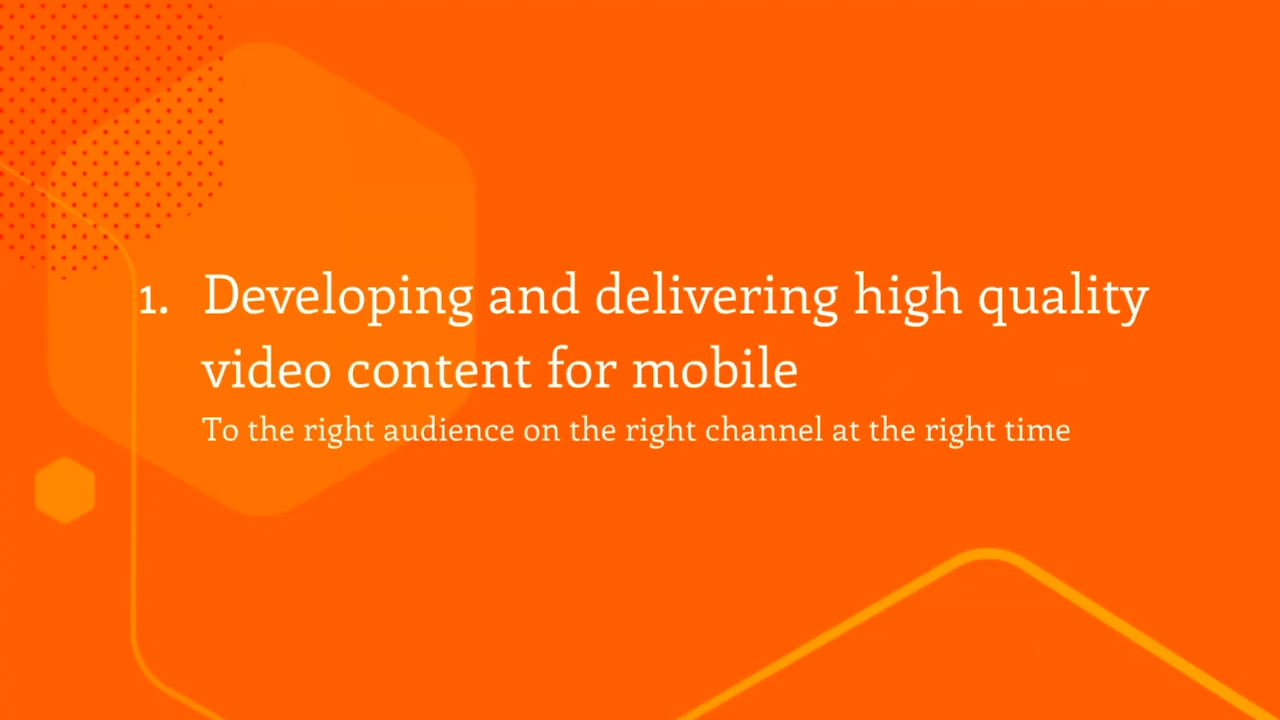 1. Developing and delivering high quality
video content for mobile
To the right audience on the right channel at the right time